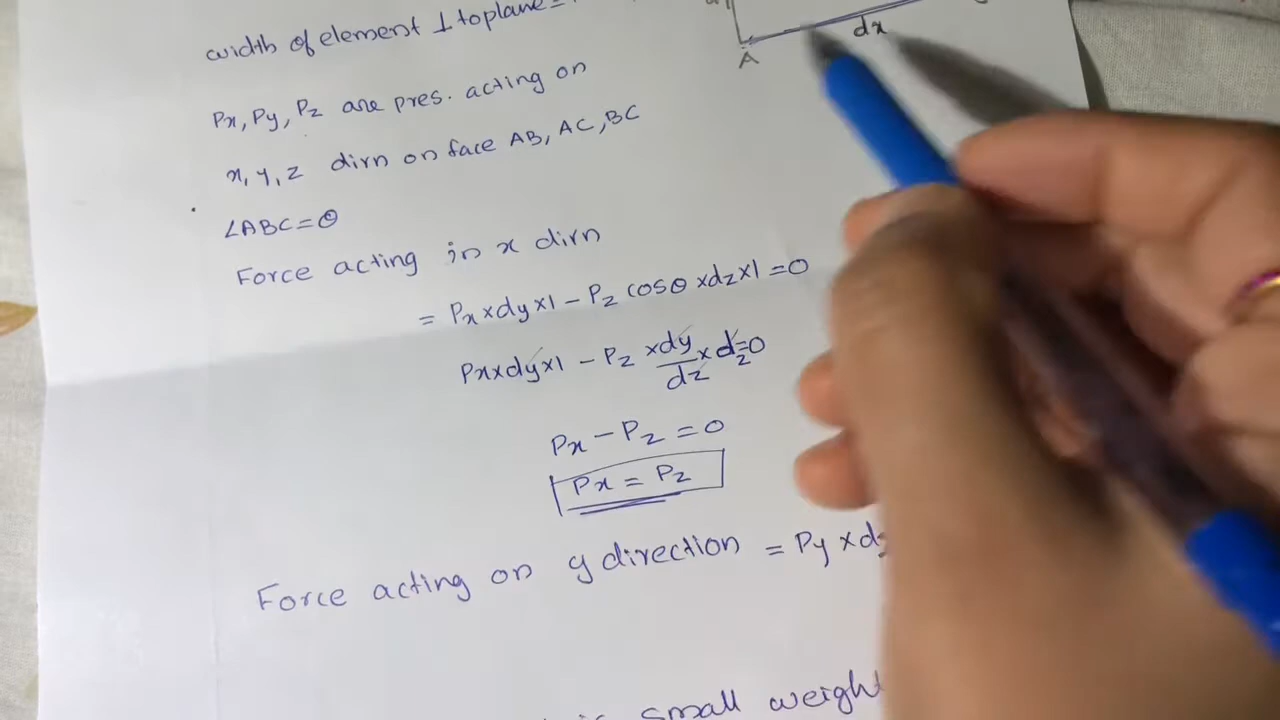 width of element ⊥ to plane =
dx
A
Px, Py, Pz are pres. acting on
x, y, z dirn on face AB, AC, BC
∠ABC = θ
Force acting in x dirn
= Px × dy × 1 − Pz cosθ × dz × 1 = 0
Px × dy × 1 − Pz × dy/dz × dz = 0
Px − Pz = 0
Px = Pz
Force acting on y direction = Py ×
small weight